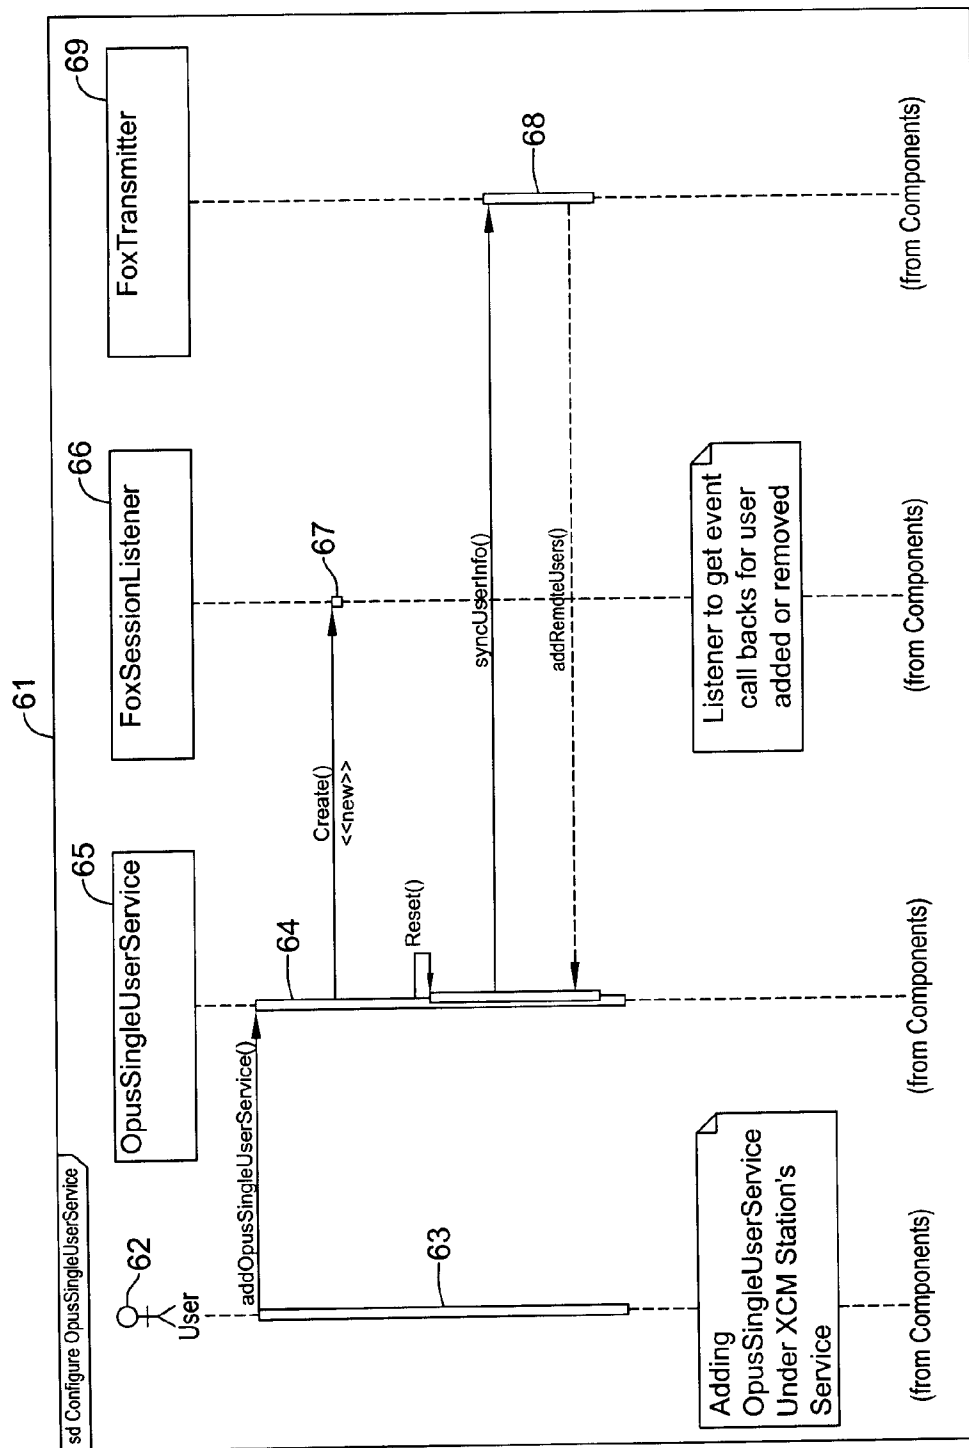 61
sd Configure OpusSingleUserService
62
User
65
OpusSingleUserService
66
FoxSessionListener
69
FoxTransmitter
addOpusSingleUserService()
64
Create()
<<new>>
67
Reset()
63
syncUserInfo()
68
addRemoteUsers()
Adding
OpusSingleUserService
Under XCM Station's
Service
Listener to get event
call backs for user
added or removed
(from Components)
(from Components)
(from Components)
(from Components)